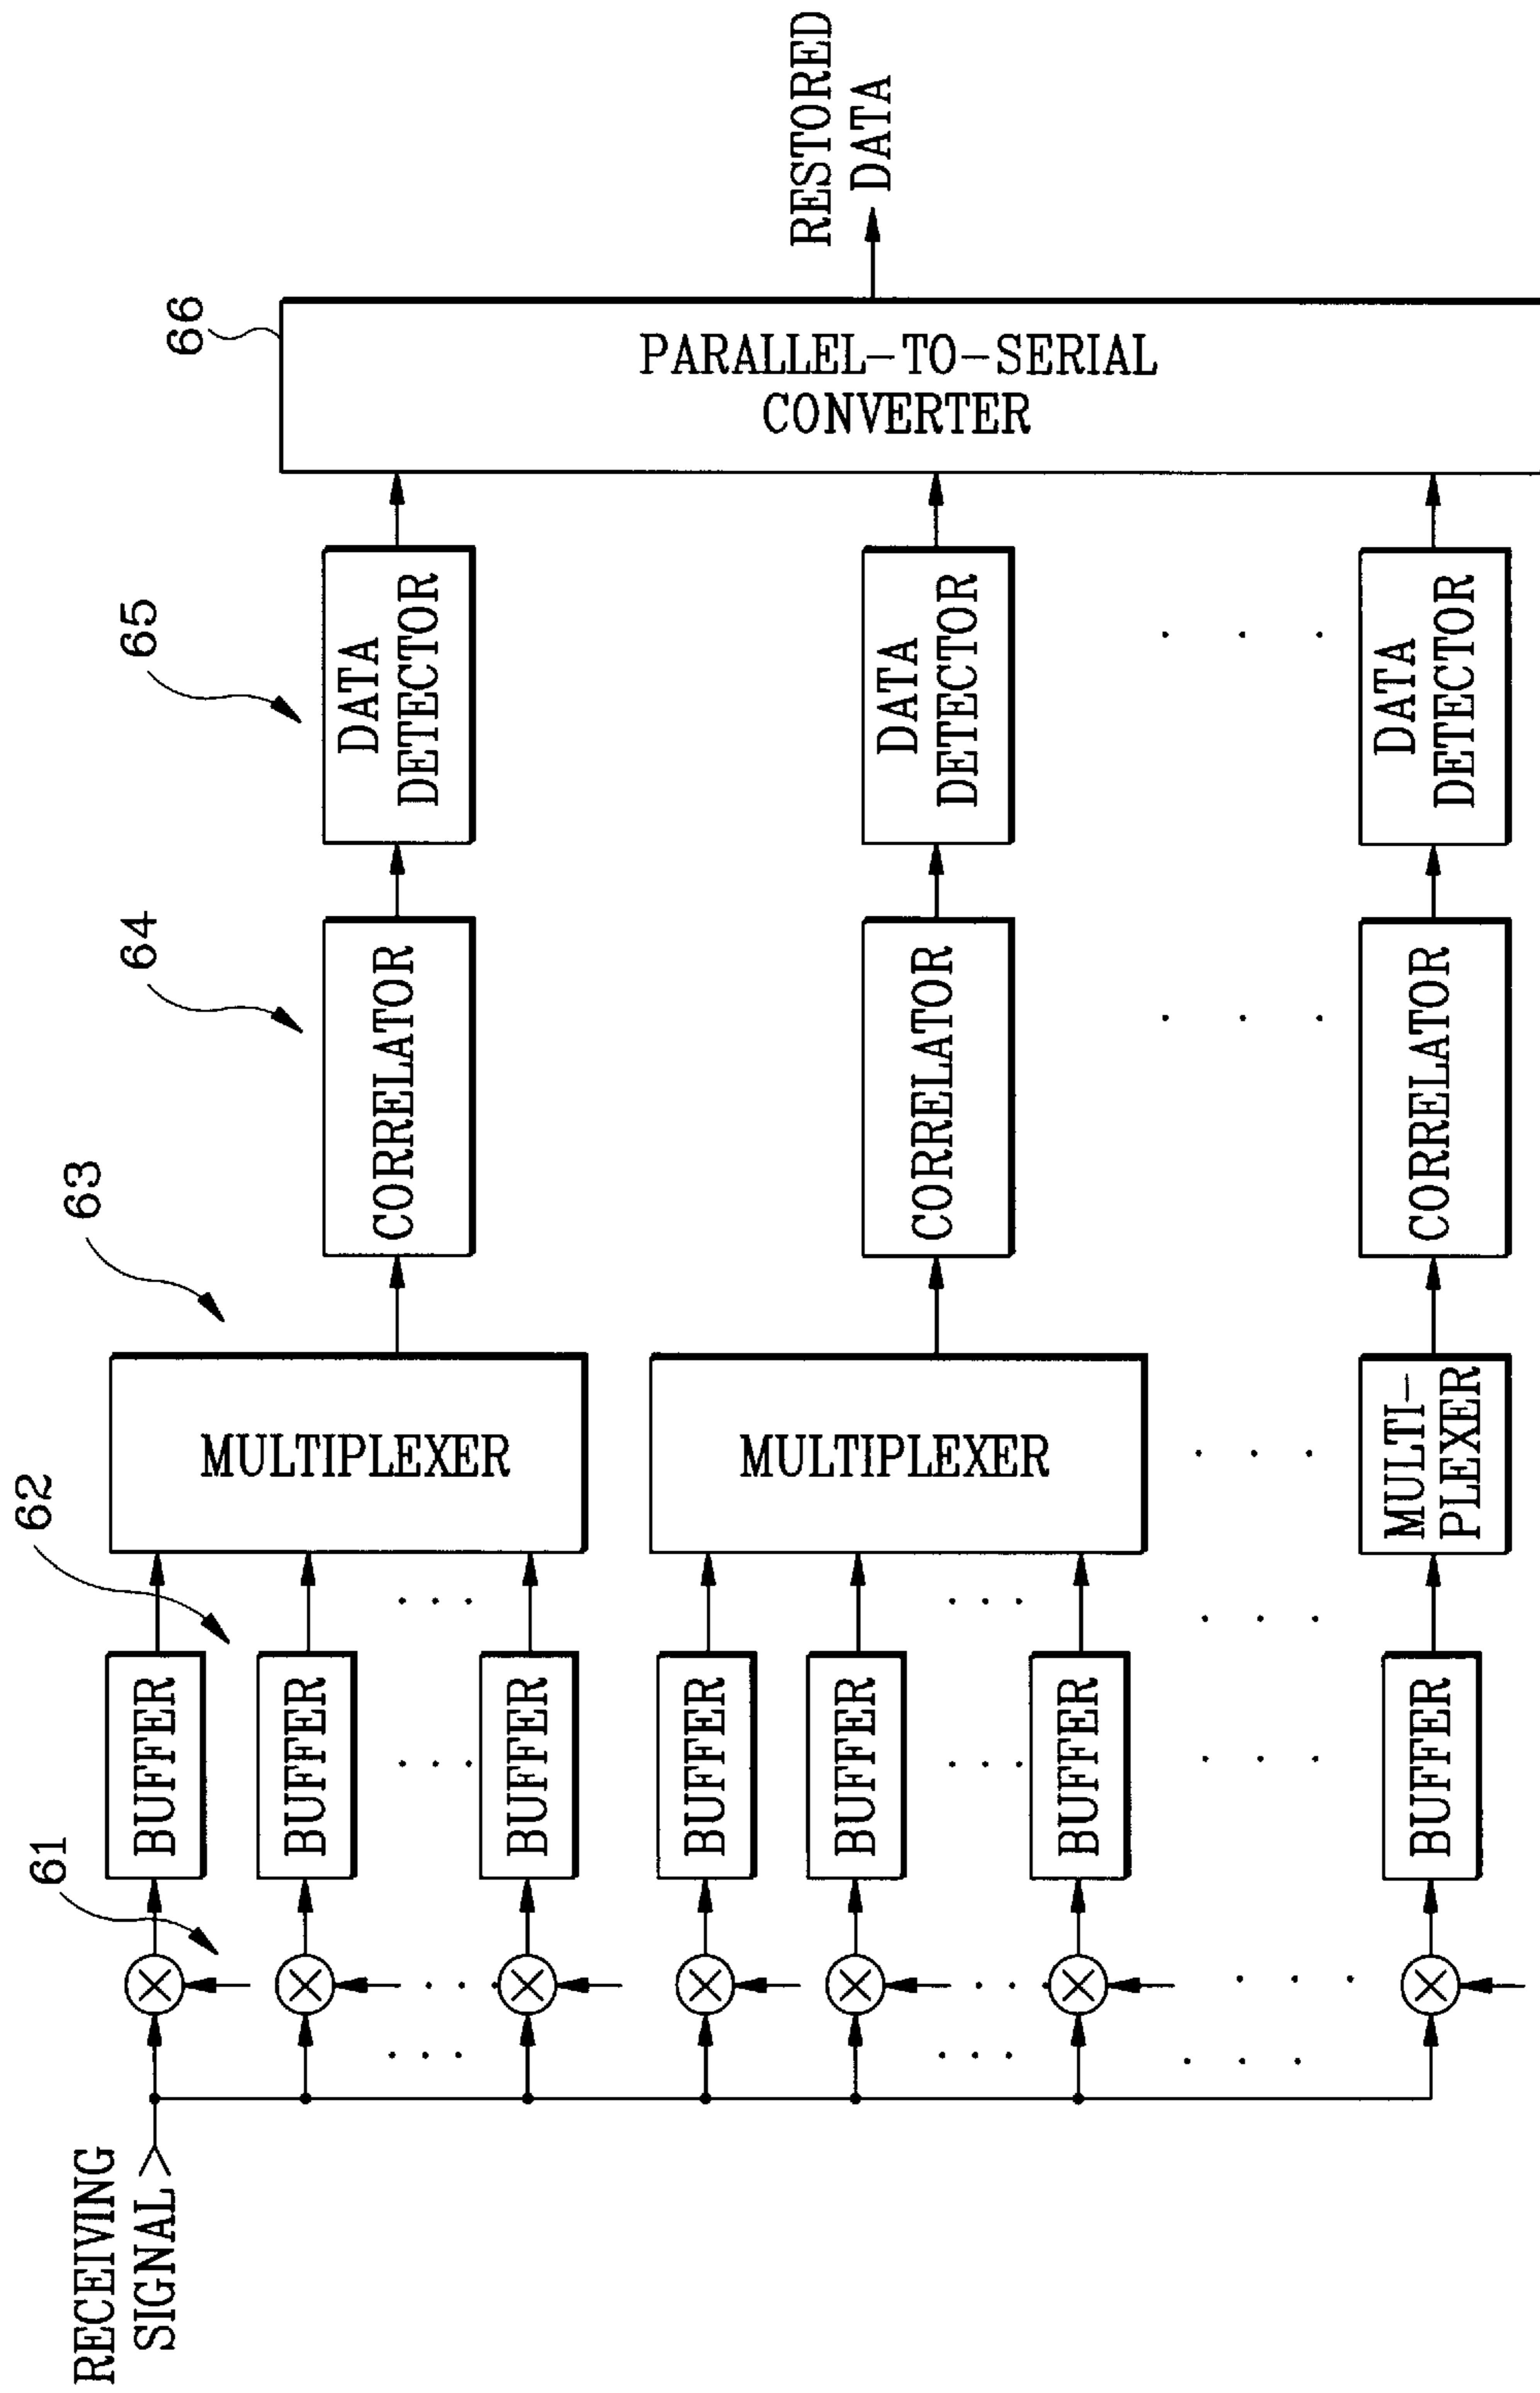 RECEIVING
SIGNAL
61
62
63
64
65
66
BUFFER
BUFFER
BUFFER
BUFFER
BUFFER
BUFFER
BUFFER
MULTIPLEXER
MULTIPLEXER
MULTI-
PLEXER
CORRELATOR
CORRELATOR
CORRELATOR
DATA
DETECTOR
DATA
DETECTOR
DATA
DETECTOR
PARALLEL-TO-SERIAL
CONVERTER
RESTORED
DATA